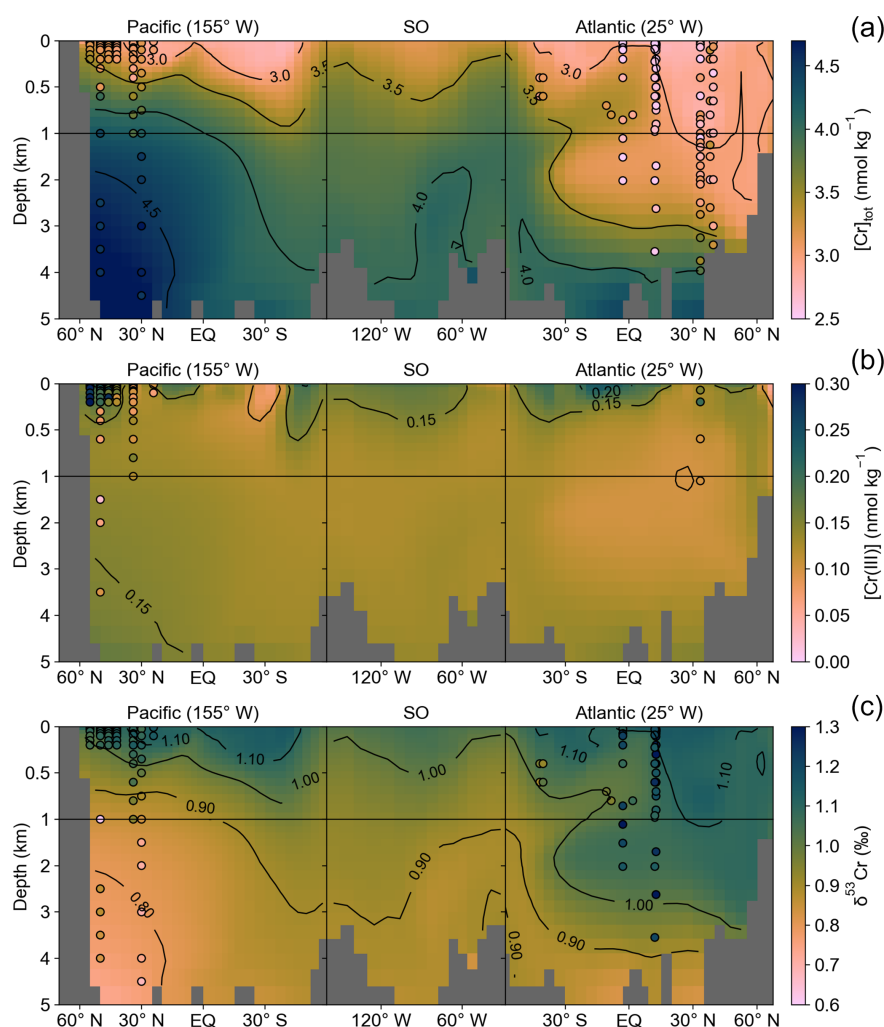 (a)
Pacific (155° W) SO Atlantic (25° W)
0
0.5
1
2
3
4
5
Depth (km)
3.0 3.0 3.5 3.5 3.5 3.0
4.5 4.0 4.0
60° N 30° N EQ 30° S 120° W 60° W 30° S EQ 30° N 60° N
4.5
4.0
3.5
3.0
2.5
[Cr]tot (nmol kg−1)
(b)
Pacific (155° W) SO Atlantic (25° W)
0
0.5
1
2
3
4
5
Depth (km)
0.15 0.20 0.15
0.15
60° N 30° N EQ 30° S 120° W 60° W 30° S EQ 30° N 60° N
0.30
0.25
0.20
0.15
0.10
0.05
0.00
[Cr(III)] (nmol kg−1)
(c)
Pacific (155° W) SO Atlantic (25° W)
0
0.5
1
2
3
4
5
Depth (km)
1.10 1.10 1.00 1.00 1.10 1.10
0.90 0.90
0.80 1.00 0.90 0.90
60° N 30° N EQ 30° S 120° W 60° W 30° S EQ 30° N 60° N
1.3
1.2
1.1
1.0
0.9
0.8
0.7
0.6
δ53Cr (‰)